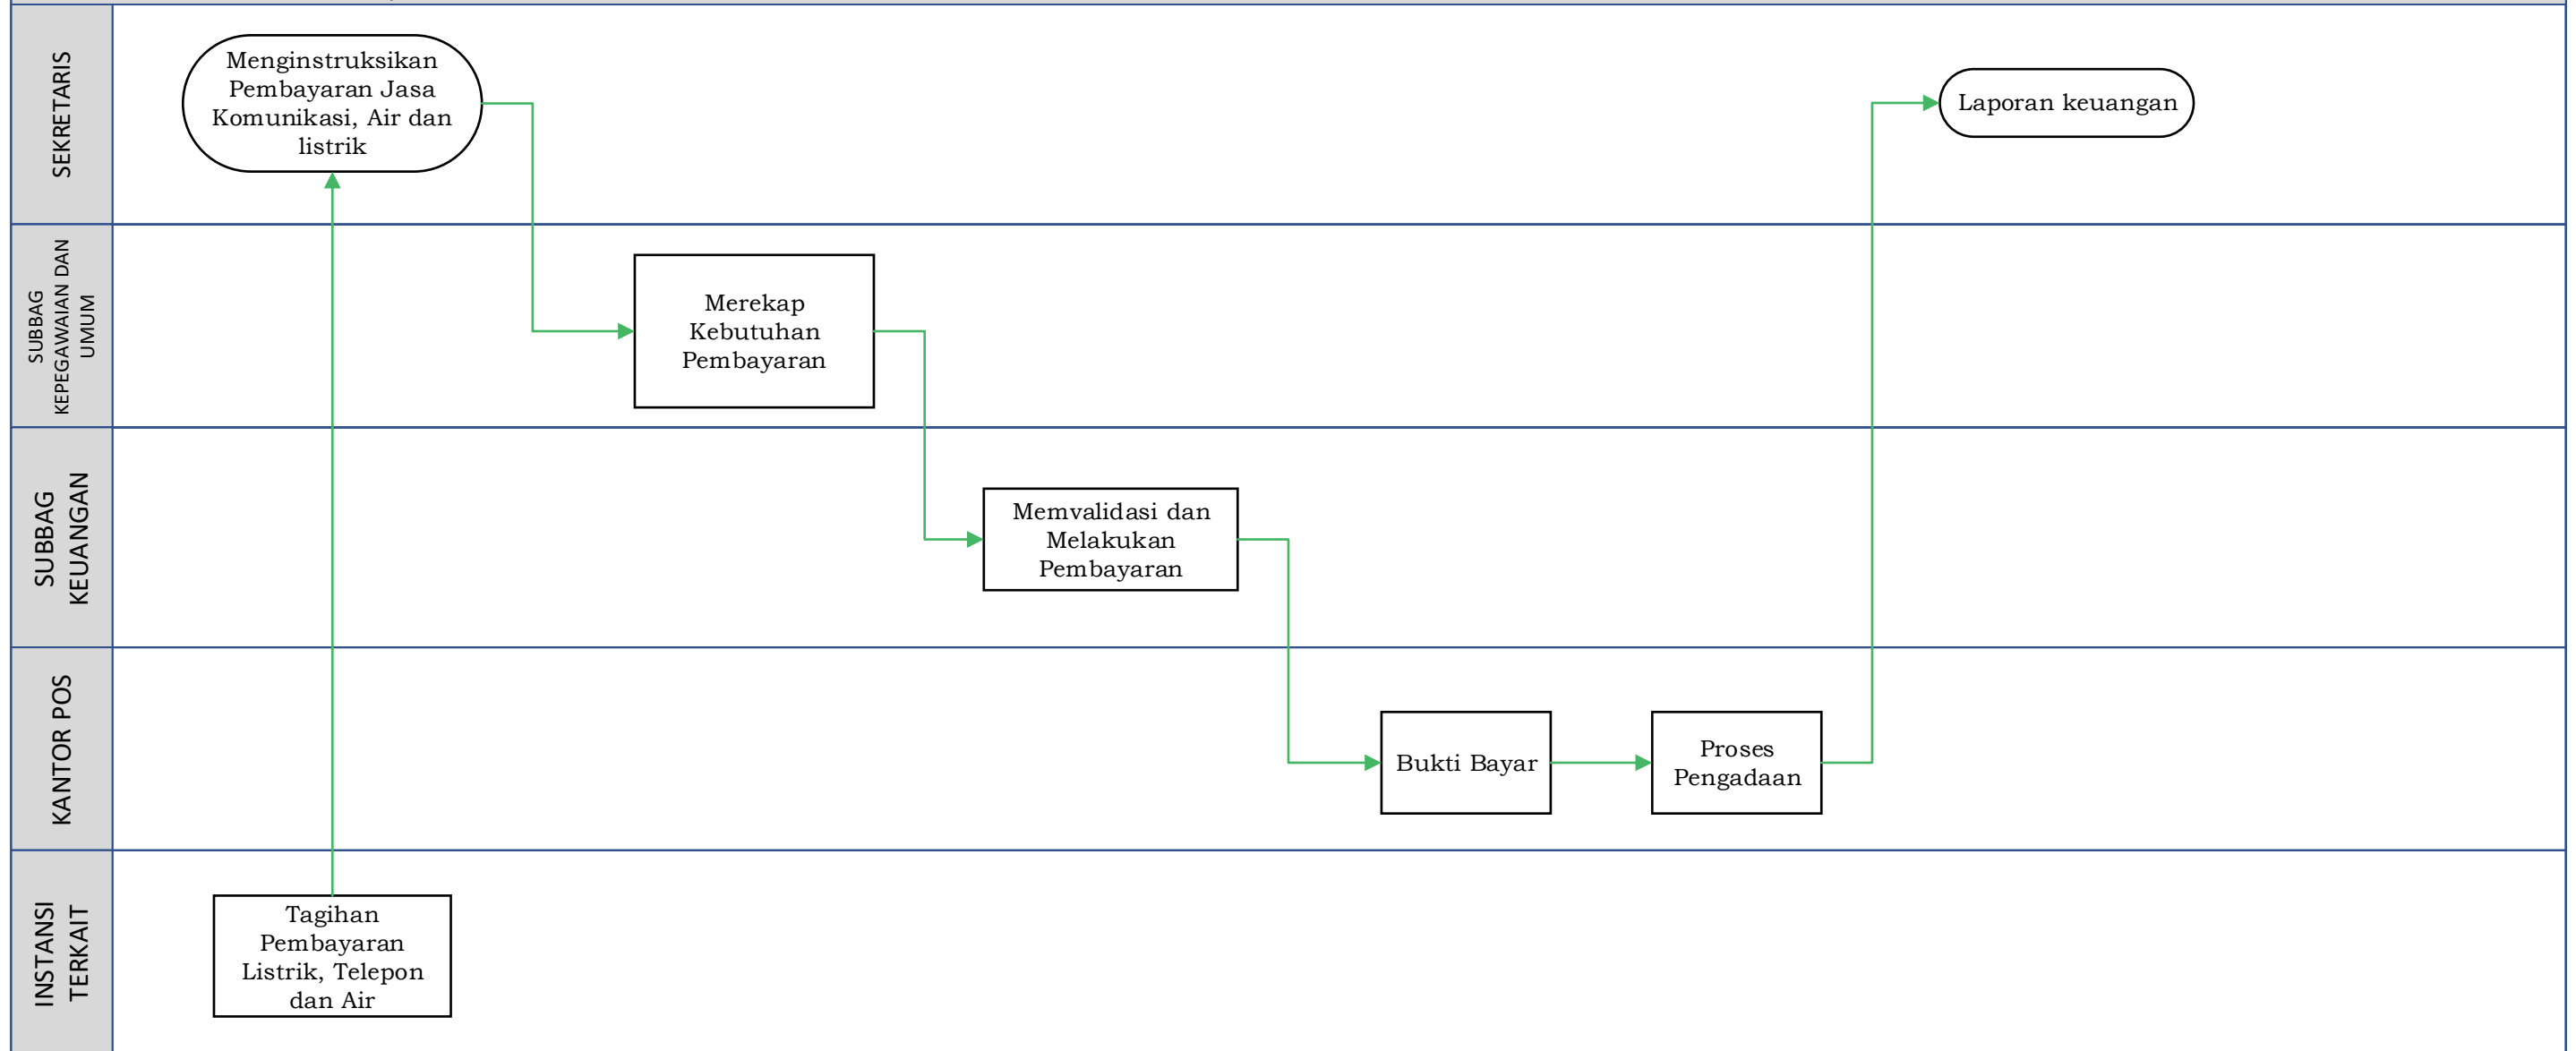 SEKRETARIS
Menginstruksikan
Pembayaran Jasa
Komunikasi, Air dan
listrik
Laporan keuangan
SUBBAG
KEPEGAWAIAN DAN
UMUM
Merekap
Kebutuhan
Pembayaran
SUBBAG
KEUANGAN
Memvalidasi dan
Melakukan
Pembayaran
KANTOR POS
Bukti Bayar
Proses
Pengadaan
INSTANSI
TERKAIT
Tagihan
Pembayaran
Listrik, Telepon
dan Air